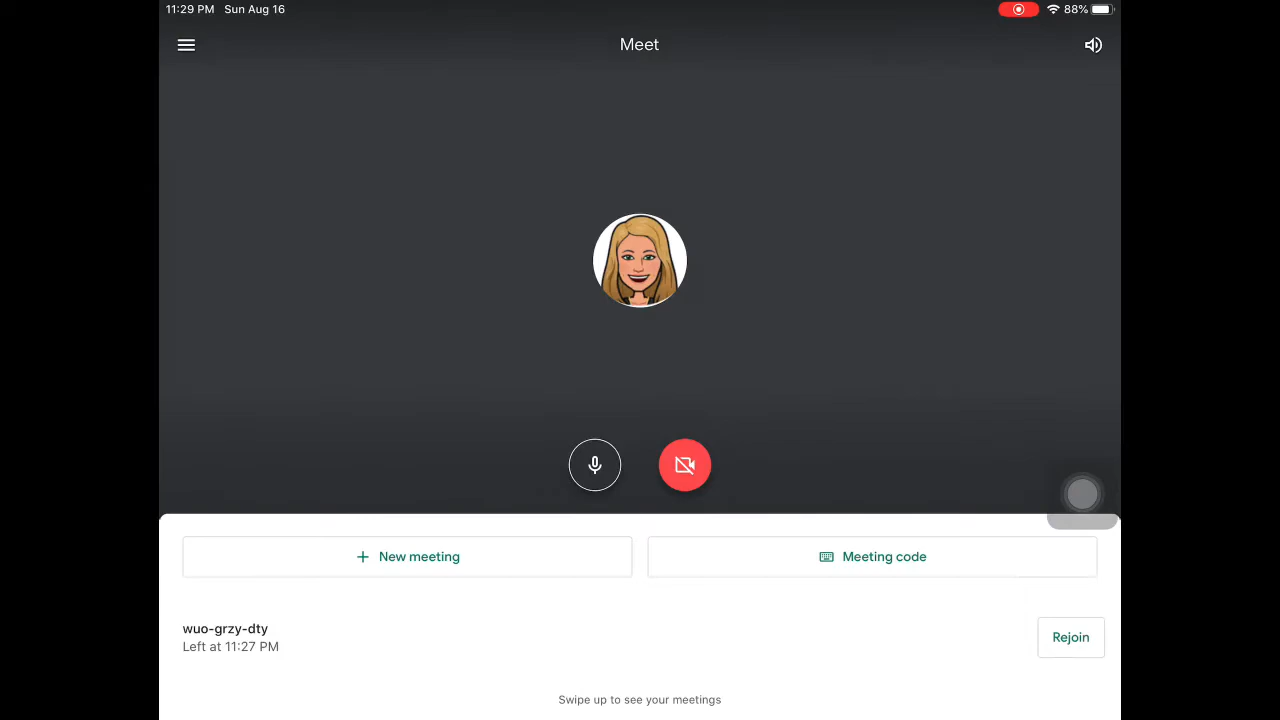 11:29 PM Sun Aug 16 88%
Meet
New meeting
Meeting code
wuo-grzy-dty
Left at 11:27 PM
Rejoin
Swipe up to see your meetings